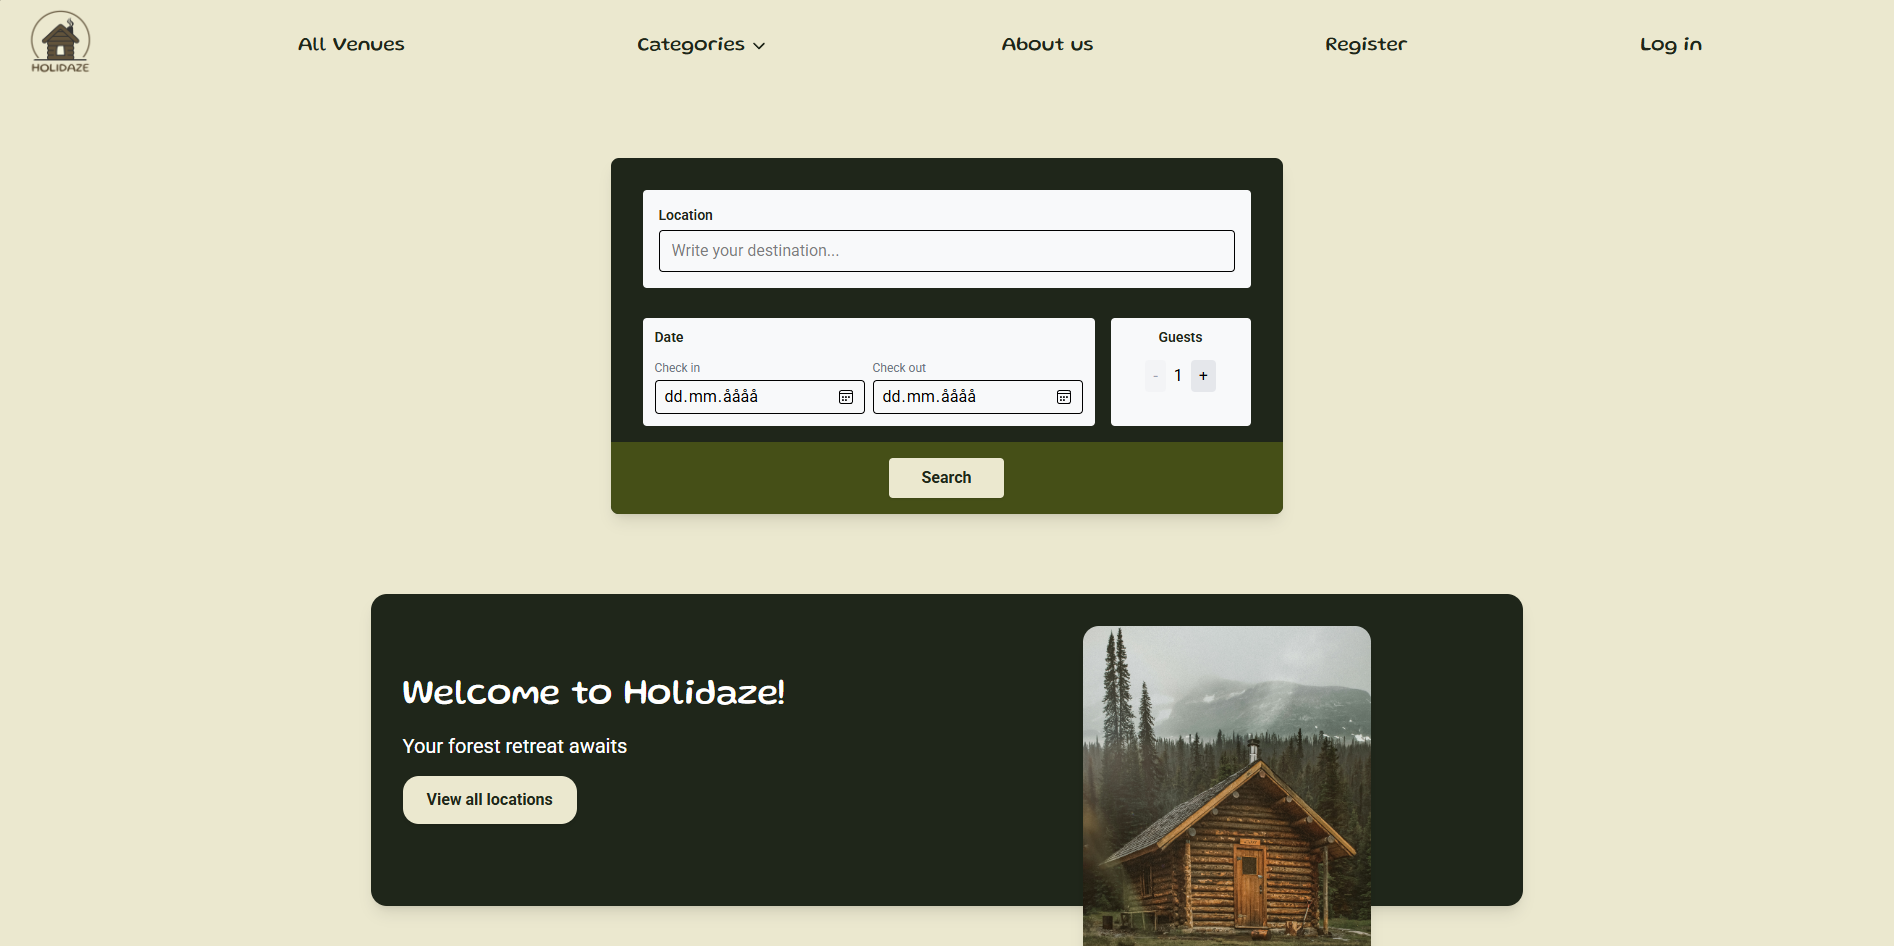 HOLIDAZE
All Venues
Categories
About us
Register
Log in
Location
Write your destination...
Date
Guests
Check in
Check out
- 1 +
dd.mm.åååå
dd.mm.åååå
Search
Welcome to Holidaze!
Your forest retreat awaits
View all locations